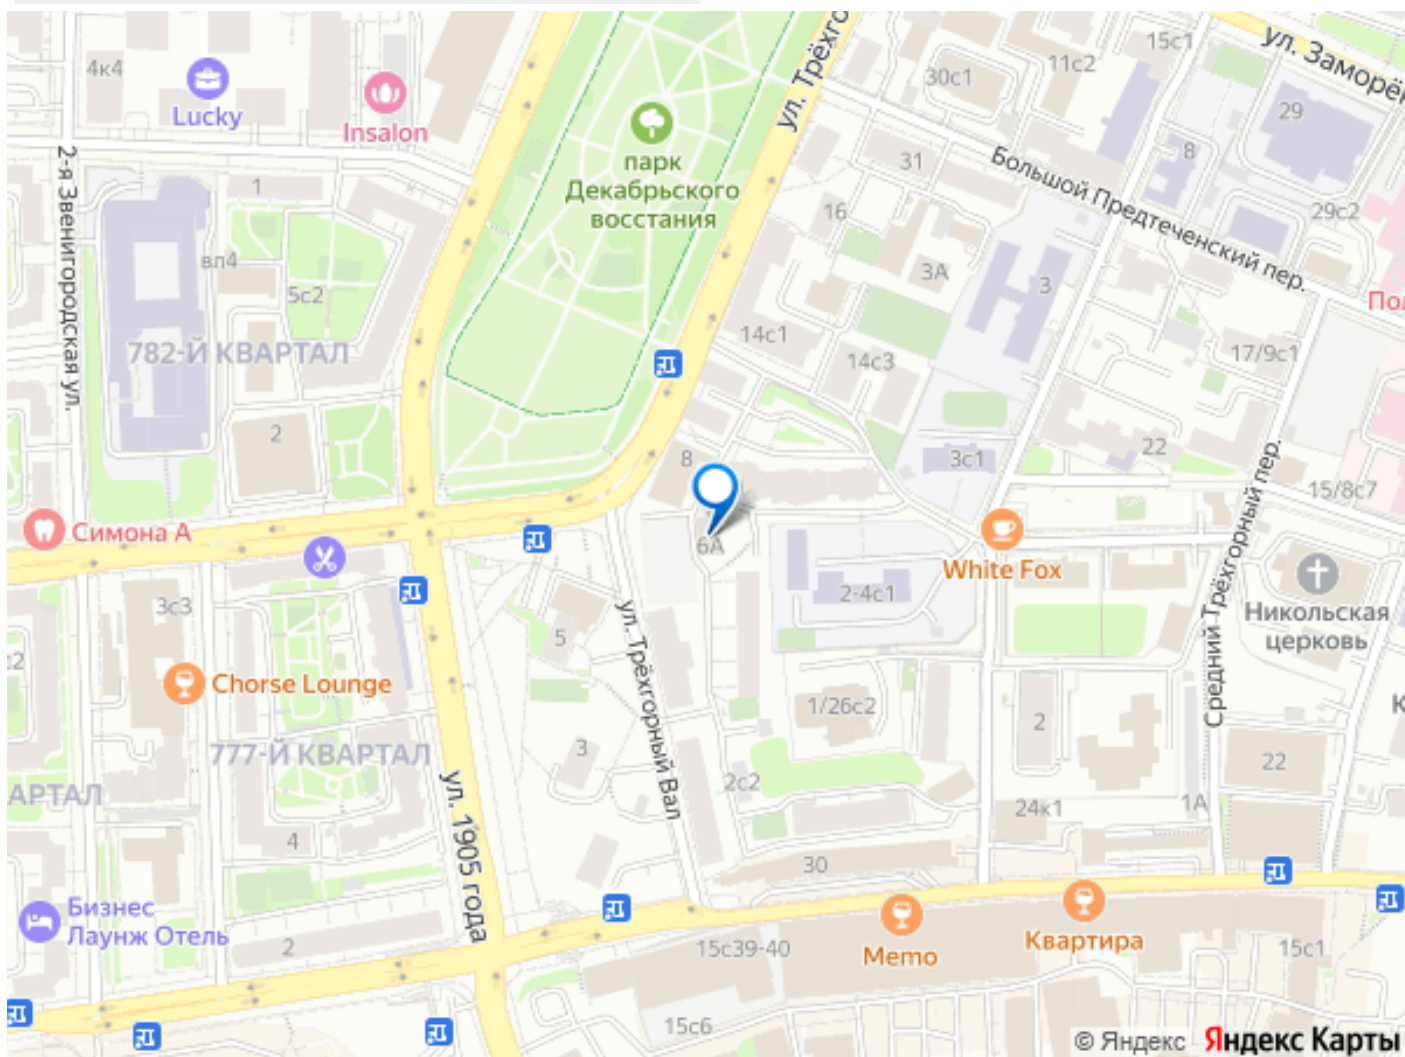 ул. Трёхго
15с1
ул. Заморё
4к4
Lucky
Insalon
30с1
11с2
29
парк
Декабрьского
восстания
31
8
Большой Предтеченский пер.
2-я Звенигородская ул.
1
16
29с2
вл4
3А
5с2
3
Пол
782-Й КВАРТАЛ
14с1
14с3
17/9с1
2
8
3с1
22
15/8с7
Симона А
6А
White Fox
3с3
2-4с1
Никольская
церковь
с2
5
ул. Трёхгорный Вал
Средний Трёхгорный пер.
Chorse Lounge
1/26с2
2
К
777-Й КВАРТАЛ
3
22
АРТАЛ
2с2
24к1
1А
ул. 1905 года
4
30
Бизнес
Лаунж Отель
2
15с39-40
Memo
Квартира
15с1
15с6
© Яндекс Яндекс Карты